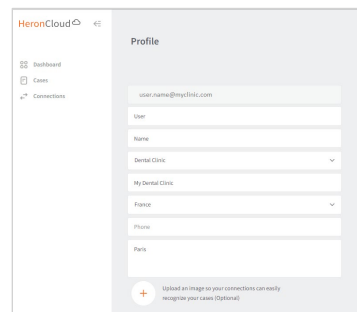 HeronCloud
Profile
Dashboard
Cases
Connections
user.name@myclinic.com
User
Name
Dental Clinic
My Dental Clinic
France
Phone
Paris
Upload an image so your connections can easily
recognize your cases (Optional)